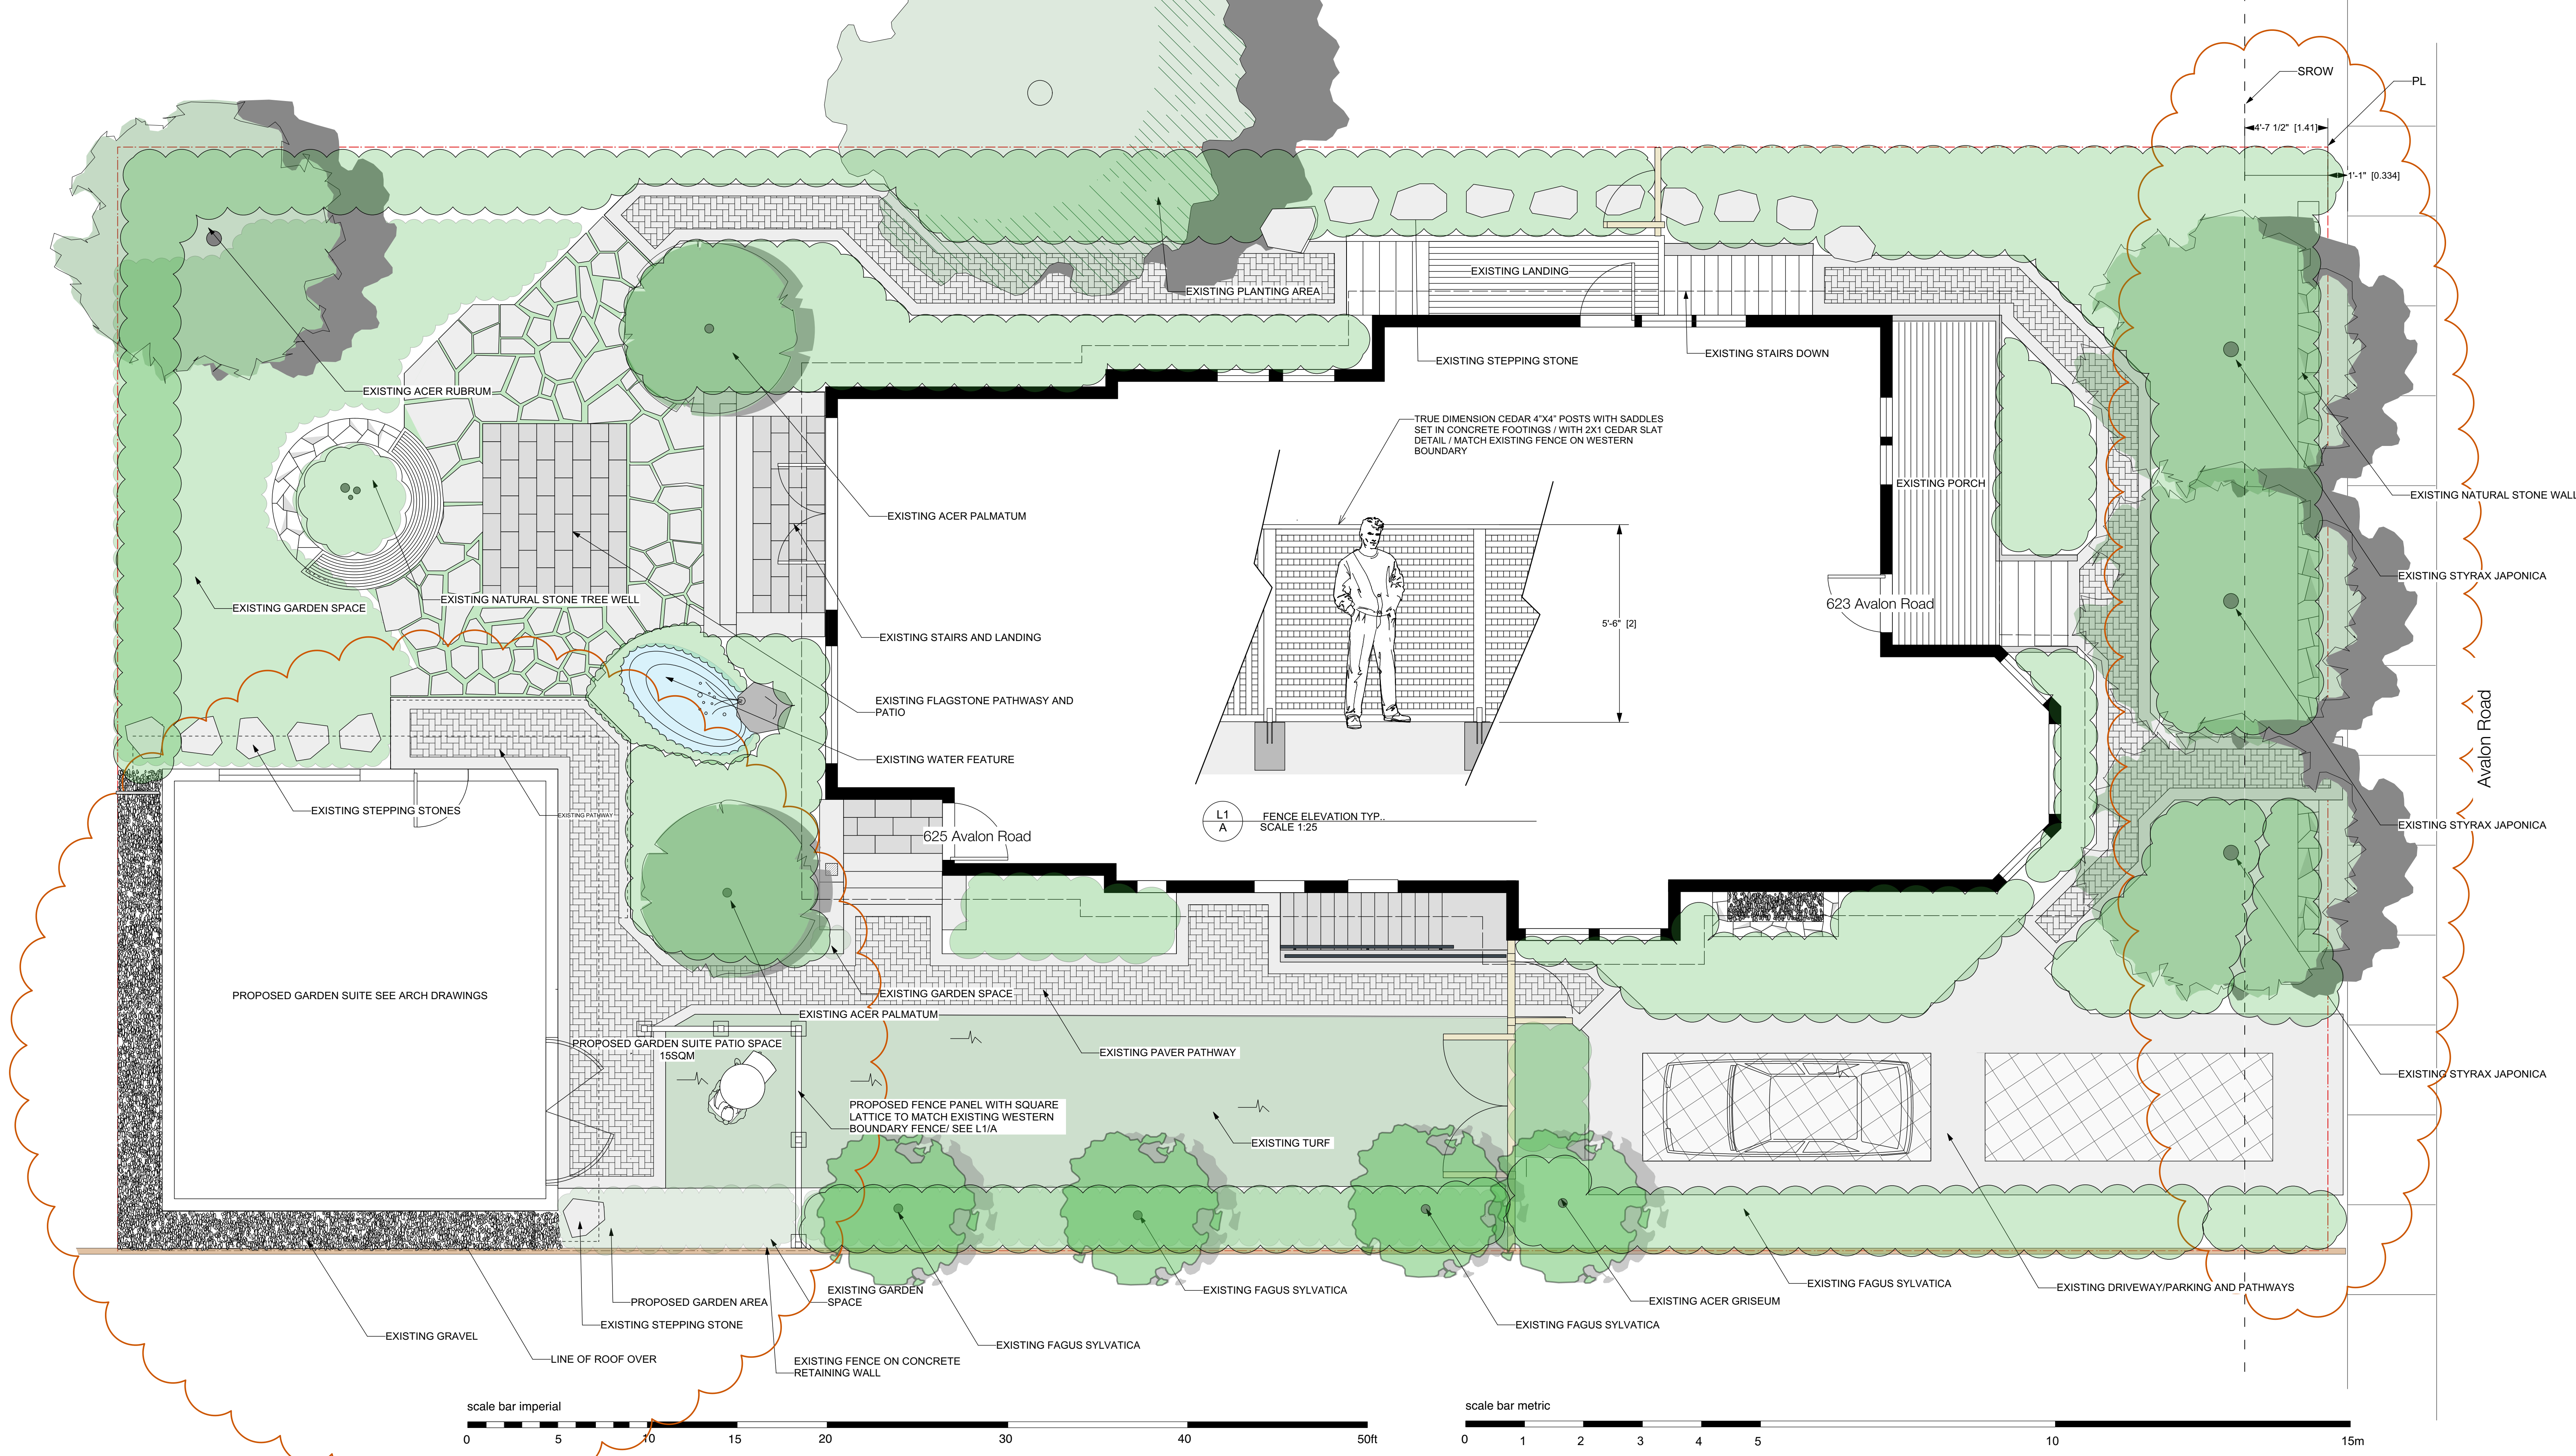 SROW
PL
4'-7 1/2" [1.41]
1'-1" [0.334]
EXISTING LANDING
EXISTING PLANTING AREA
EXISTING STEPPING STONE
EXISTING STAIRS DOWN
EXISTING ACER RUBRUM
TRUE DIMENSION CEDAR 4"X4" POSTS WITH SADDLES
SET IN CONCRETE FOOTINGS / WITH 2X1 CEDAR SLAT
DETAIL / MATCH EXISTING FENCE ON WESTERN
BOUNDARY
EXISTING PORCH
EXISTING NATURAL STONE WALL
EXISTING ACER PALMATUM
EXISTING STYRAX JAPONICA
EXISTING NATURAL STONE TREE WELL
EXISTING GARDEN SPACE
623 Avalon Road
5'-6" [2]
EXISTING STAIRS AND LANDING
EXISTING FLAGSTONE PATHWASY AND
PATIO
Avalon Road
EXISTING WATER FEATURE
EXISTING STEPPING STONES
EXISTING PATHWAY
625 Avalon Road
L1
A
FENCE ELEVATION TYP..
SCALE 1:25
EXISTING STYRAX JAPONICA
PROPOSED GARDEN SUITE SEE ARCH DRAWINGS
EXISTING GARDEN SPACE
EXISTING ACER PALMATUM
PROPOSED GARDEN SUITE PATIO SPACE
15SQM
EXISTING PAVER PATHWAY
EXISTING STYRAX JAPONICA
PROPOSED FENCE PANEL WITH SQUARE
LATTICE TO MATCH EXISTING WESTERN
BOUNDARY FENCE/ SEE L1/A
EXISTING TURF
EXISTING GARDEN
SPACE
EXISTING FAGUS SYLVATICA
EXISTING FAGUS SYLVATICA
EXISTING DRIVEWAY/PARKING AND PATHWAYS
PROPOSED GARDEN AREA
EXISTING ACER GRISEUM
EXISTING STEPPING STONE
EXISTING FAGUS SYLVATICA
EXISTING GRAVEL
EXISTING FAGUS SYLVATICA
LINE OF ROOF OVER
EXISTING FENCE ON CONCRETE
RETAINING WALL
scale bar imperial
0 5 10 15 20 30 40 50ft
scale bar metric
0 1 2 3 4 5 10 15m